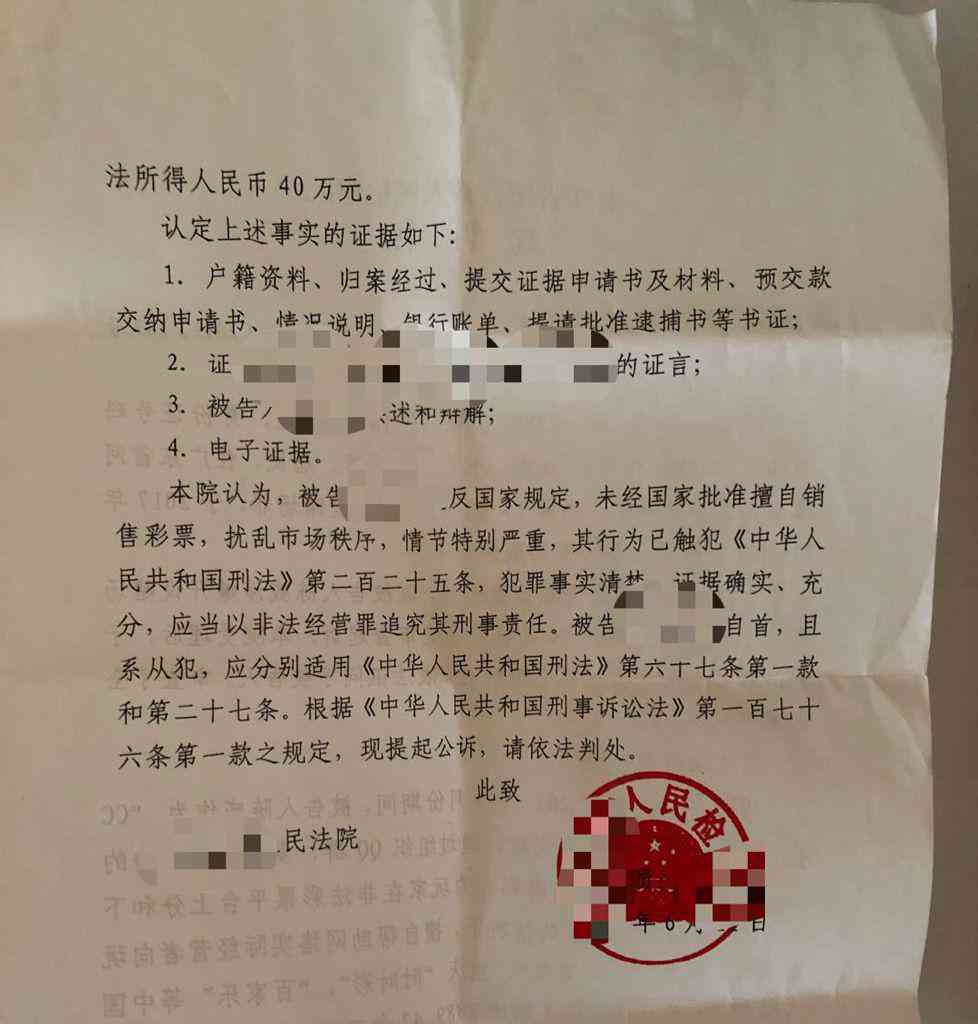 法所得人民币40万元。
认定上述事实的证据如下：
1. 户籍资料、归案经过、提交证据申请书及材料、预交款
交纳申请书、情况说明、银行账单、提请批准逮捕书等书证；
2. 证 的证言；
3. 被告 述和辩解；
4. 电子证据。
本院认为，被告 反国家规定，未经国家批准擅自销
售彩票，扰乱市场秩序，情节特别严重，其行为已触犯《中华人
民共和国刑法》第二百二十五条，犯罪事实清楚 证据确实、充
分，应当以非法经营罪追究其刑事责任。被告 自首，且
系从犯，应分别适用《中华人民共和国刑法》第六十七条第一款
和第二十七条。根据《中华人民共和国刑事诉讼法》第一百七十
六条第一款之规定，现提起公诉，请依法判处。
此致
民法院
人民检
年6月 日